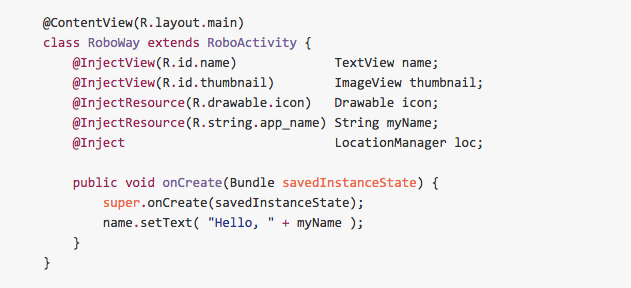 @ContentView(R.layout.main)
class RoboWay extends RoboActivity {
    @InjectView(R.id.name)             TextView name;
    @InjectView(R.id.thumbnail)        ImageView thumbnail;
    @InjectResource(R.drawable.icon)   Drawable icon;
    @InjectResource(R.string.app_name) String myName;
    @Inject                            LocationManager loc;

    public void onCreate(Bundle savedInstanceState) {
        super.onCreate(savedInstanceState);
        name.setText( "Hello, " + myName );
    }
}